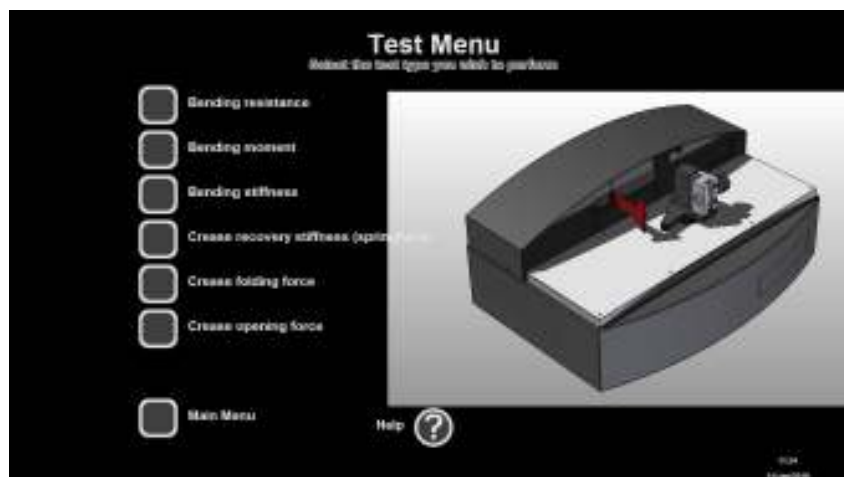 Test Menu
Select the test type you wish to perform
Bending resistance
Bending moment
Bending stiffness
Crease recovery stiffness
Crease folding force
Crease opening force
Main Menu
Help
?